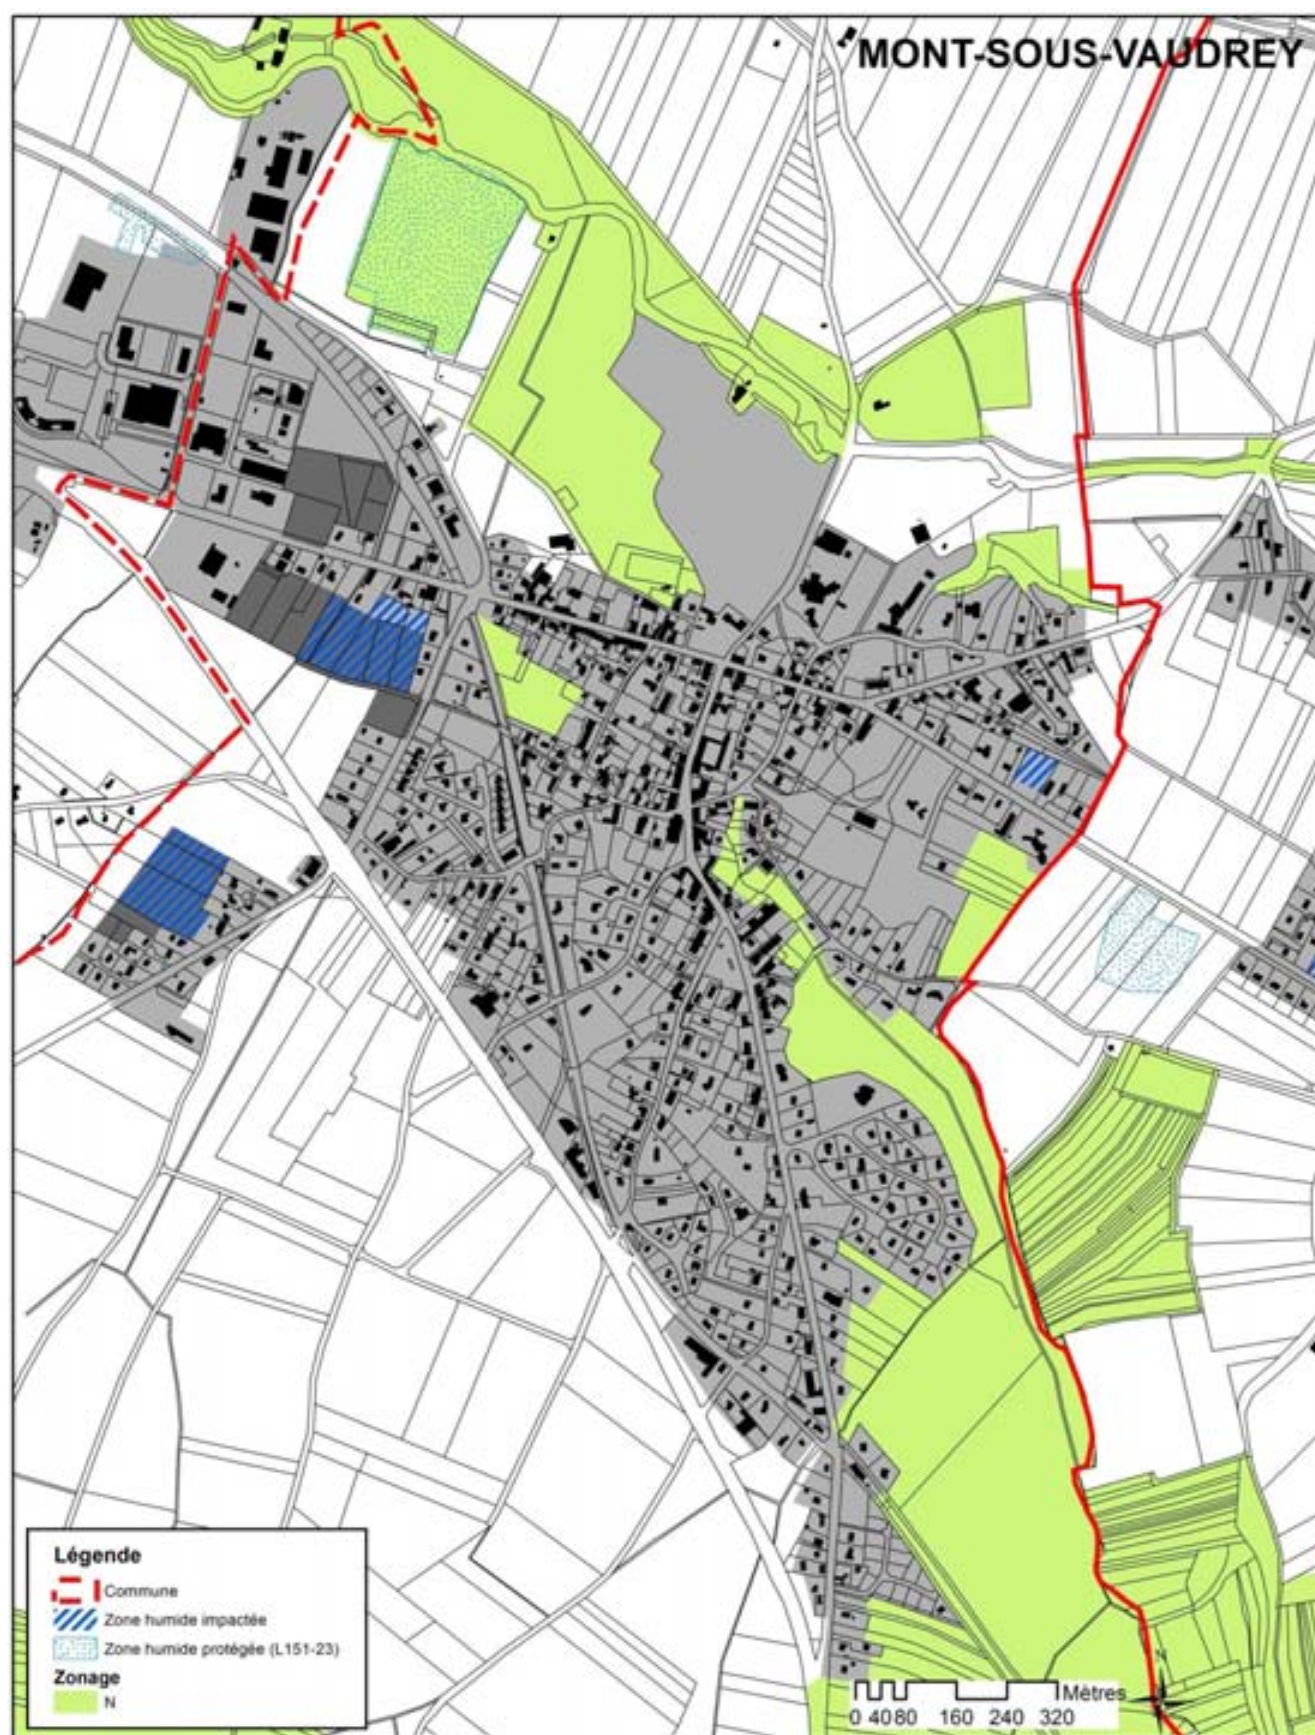 MONT-SOUS-VAUDREY
Légende
Commune
Zone humide impactée
Zone humide protégée (L151-23)
Zonage
N
N
Mètres
0 40 80 160 240 320